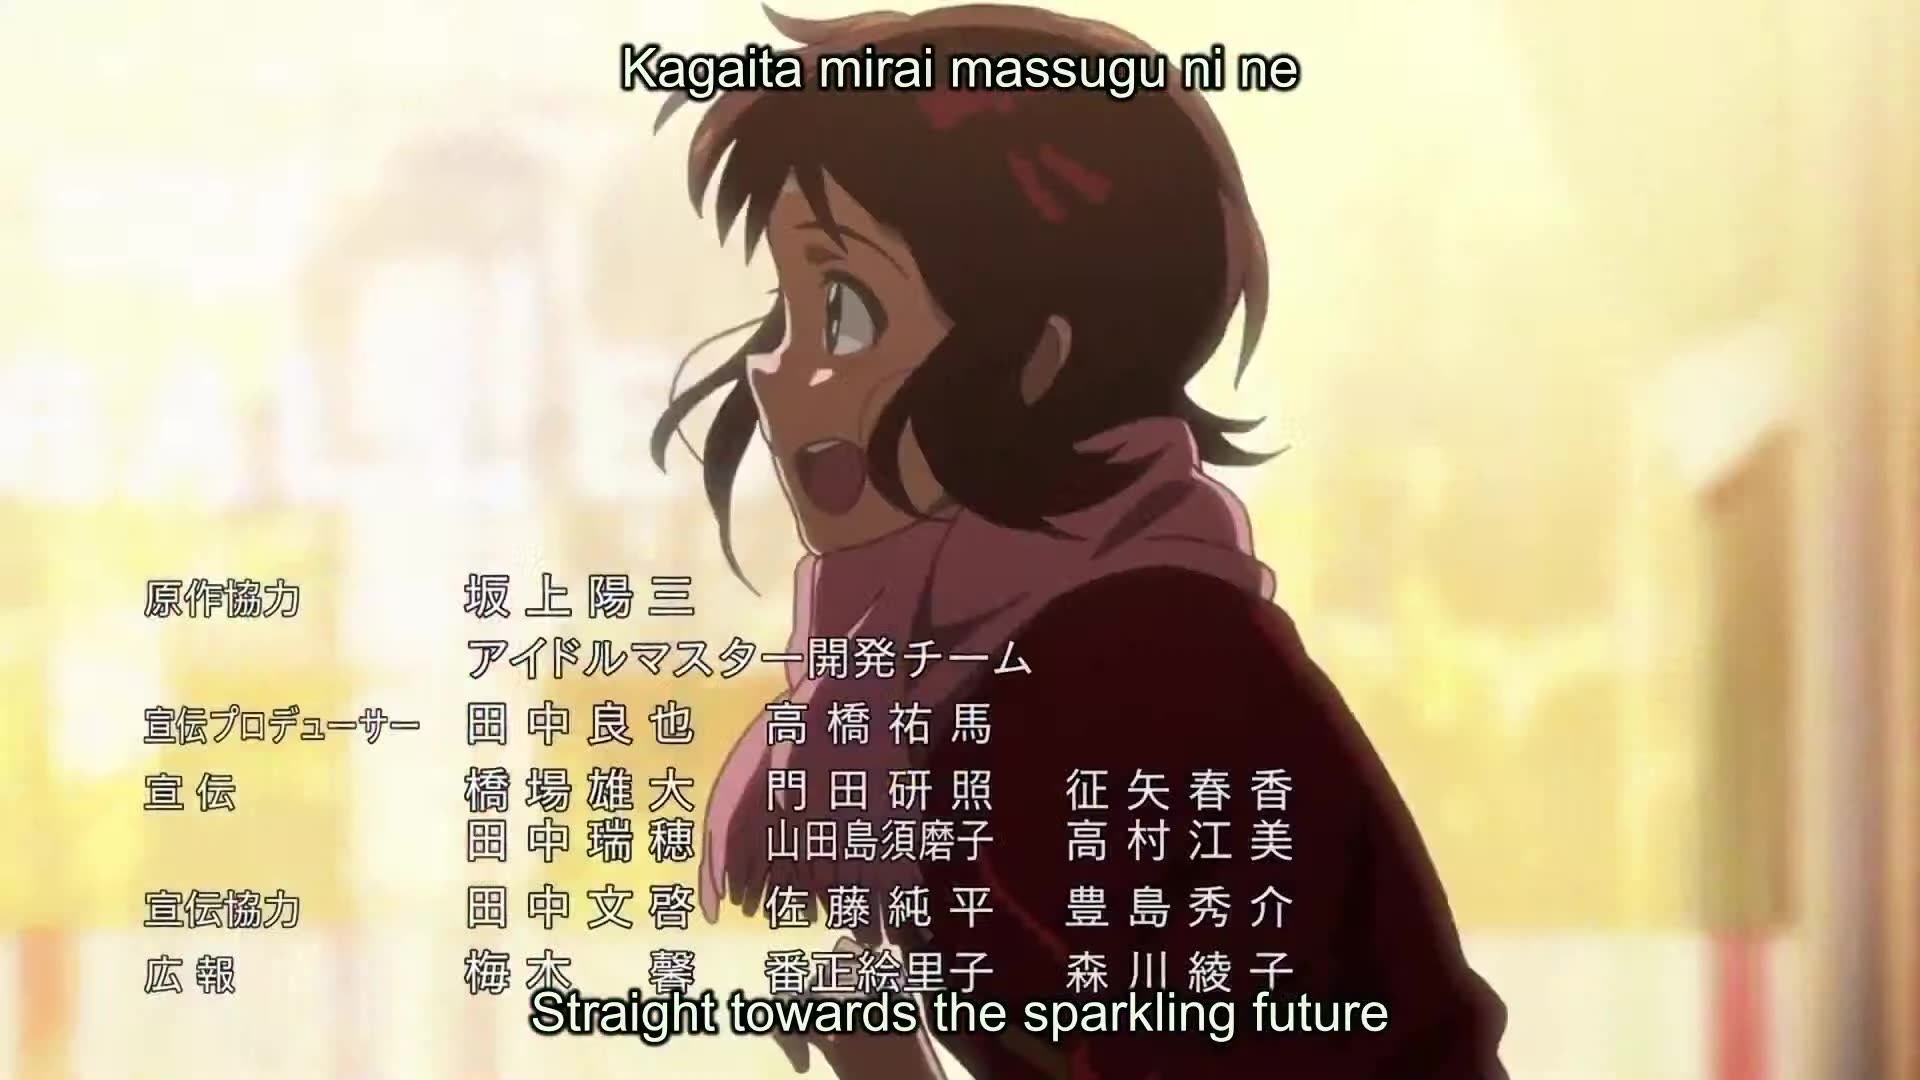 Kagaita mirai massugu ni ne
原作協力 坂上陽三
アイドルマスター開発チーム
宣伝プロデューサー 田中良也 高橋祐馬
宣伝 橋場雄大 門田研照 征矢春香
田中瑞穂 山田島須磨子 高村江美
宣伝協力 田中文啓 佐藤純平 豊島秀介
広報 梅木馨 番正絵里子 森川綾子
Straight towards the sparkling future